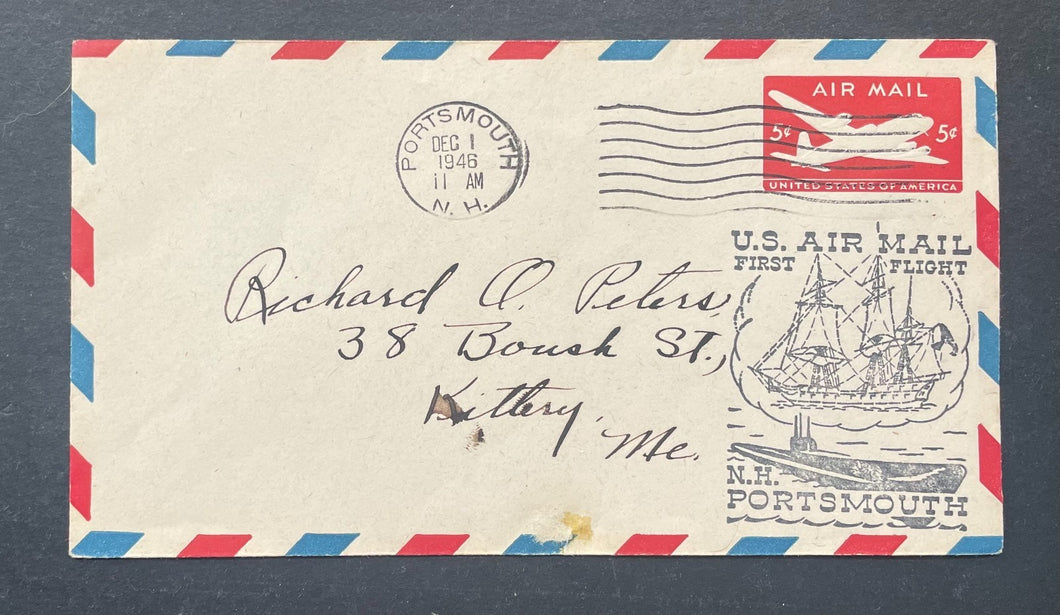 PORTSMOUTH
DEC 1
1946
11 AM
N. H.
AIR MAIL
5¢ 5¢
UNITED STATES OF AMERICA
U.S. AIR MAIL
FIRST FLIGHT
N.H.
PORTSMOUTH
Richard O. Peters,
38 Boush St.,
Kittery,
Me.